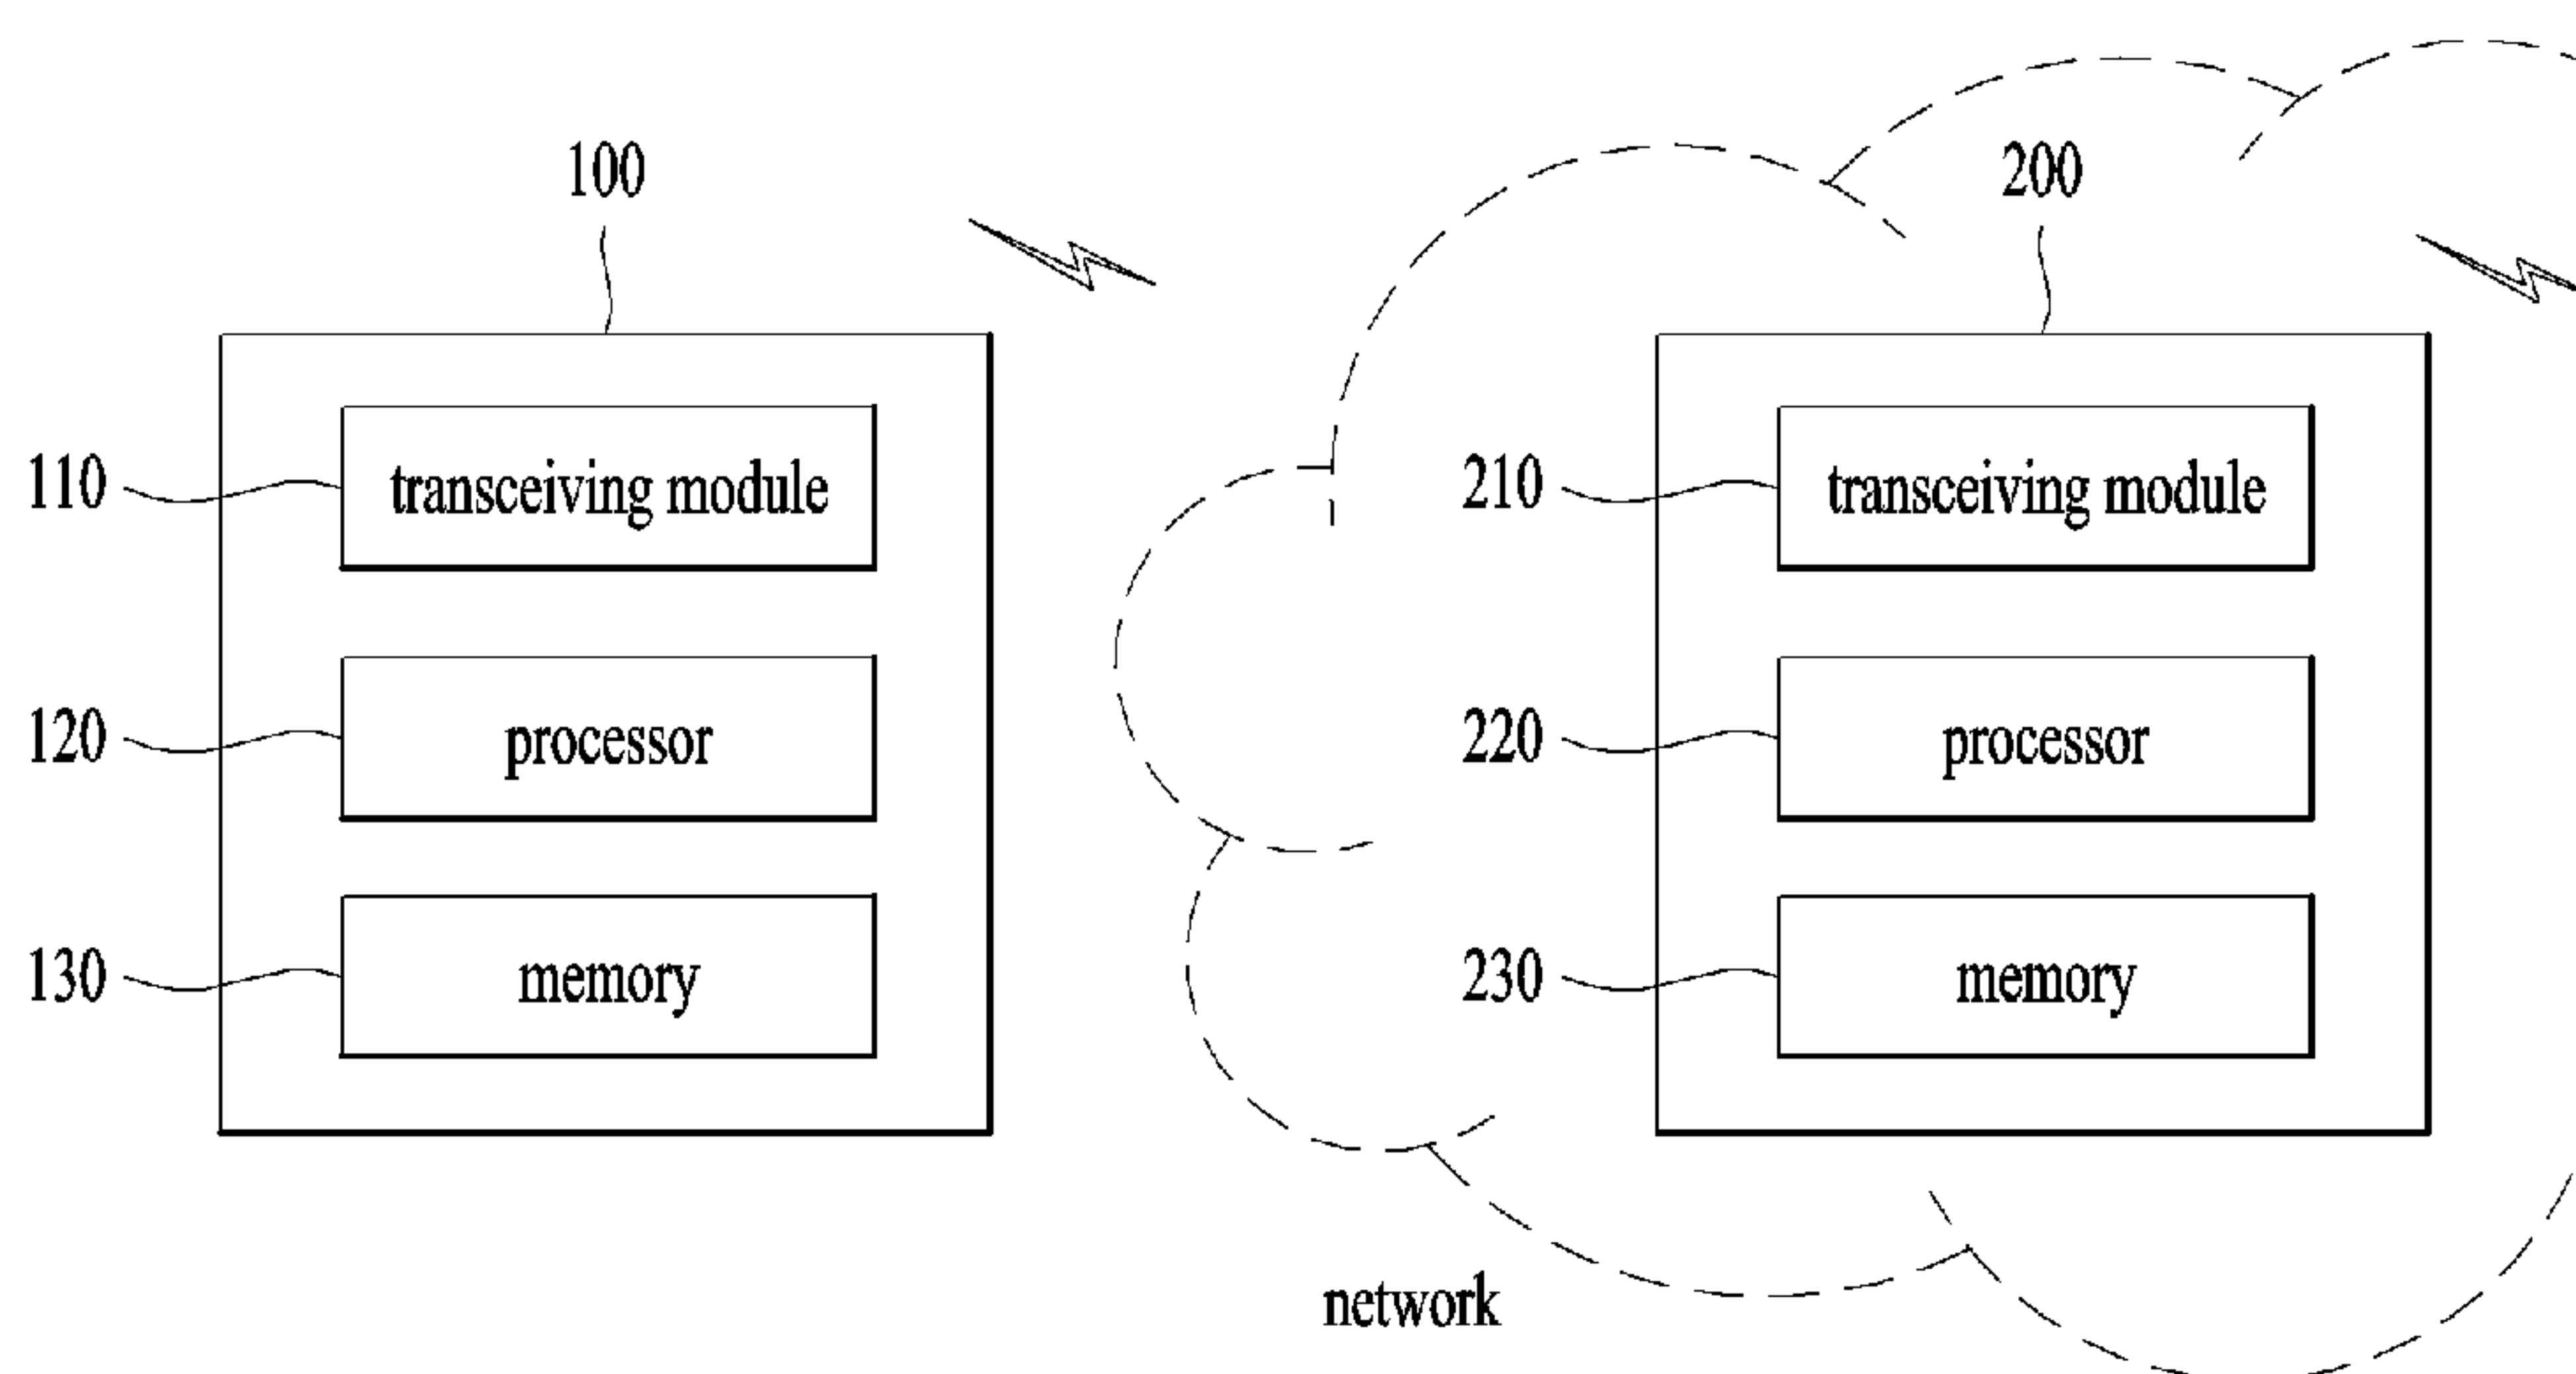 100
200
110
transceiving module
210
transceiving module
120
processor
220
processor
130
memory
230
memory
network